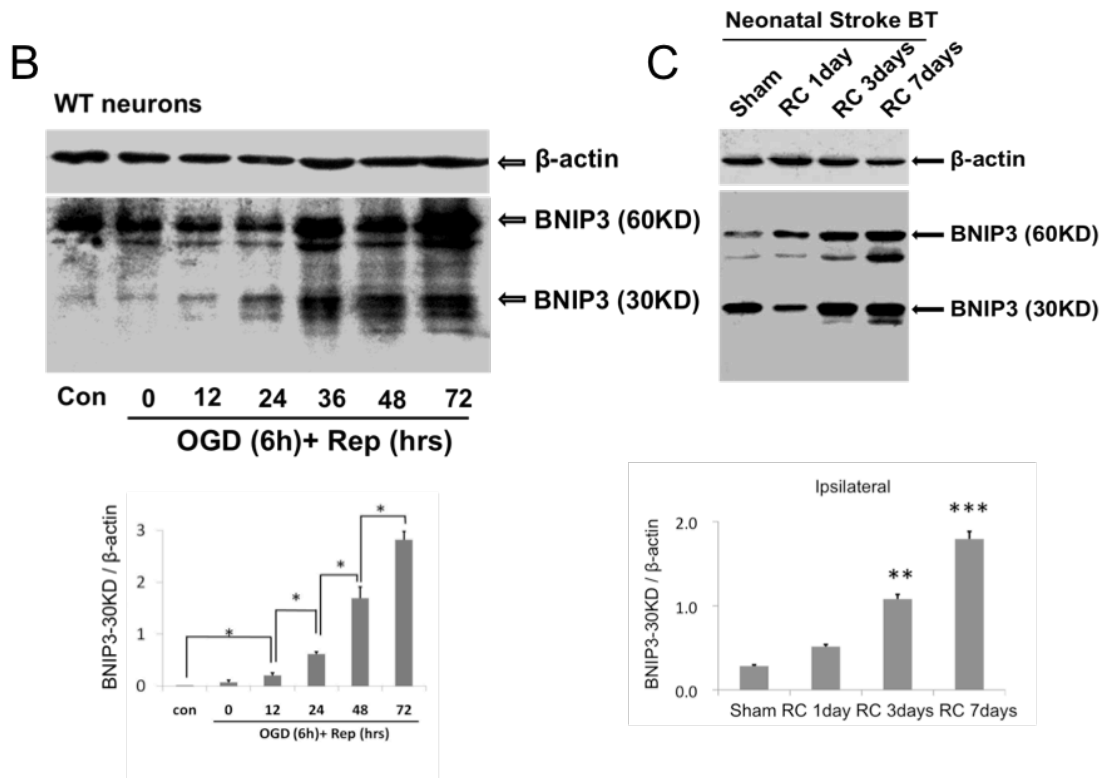 B
WT neurons
β-actin
BNIP3 (60KD)
BNIP3 (30KD)
Con 0 12 24 36 48 72
OGD (6h)+ Rep (hrs)
BNIP3-30KD / β-actin
3
2
1
0
* * * *
con 0 12 24 48 72
OGD (6h)+ Rep (hrs)
C
Neonatal Stroke BT
Sham RC 1day RC 3days RC 7days
β-actin
BNIP3 (60KD)
BNIP3 (30KD)
Ipsilateral
BNIP3-30KD / β-actin
2.0
1.0
0.0
** ***
Sham RC 1day RC 3days RC 7days